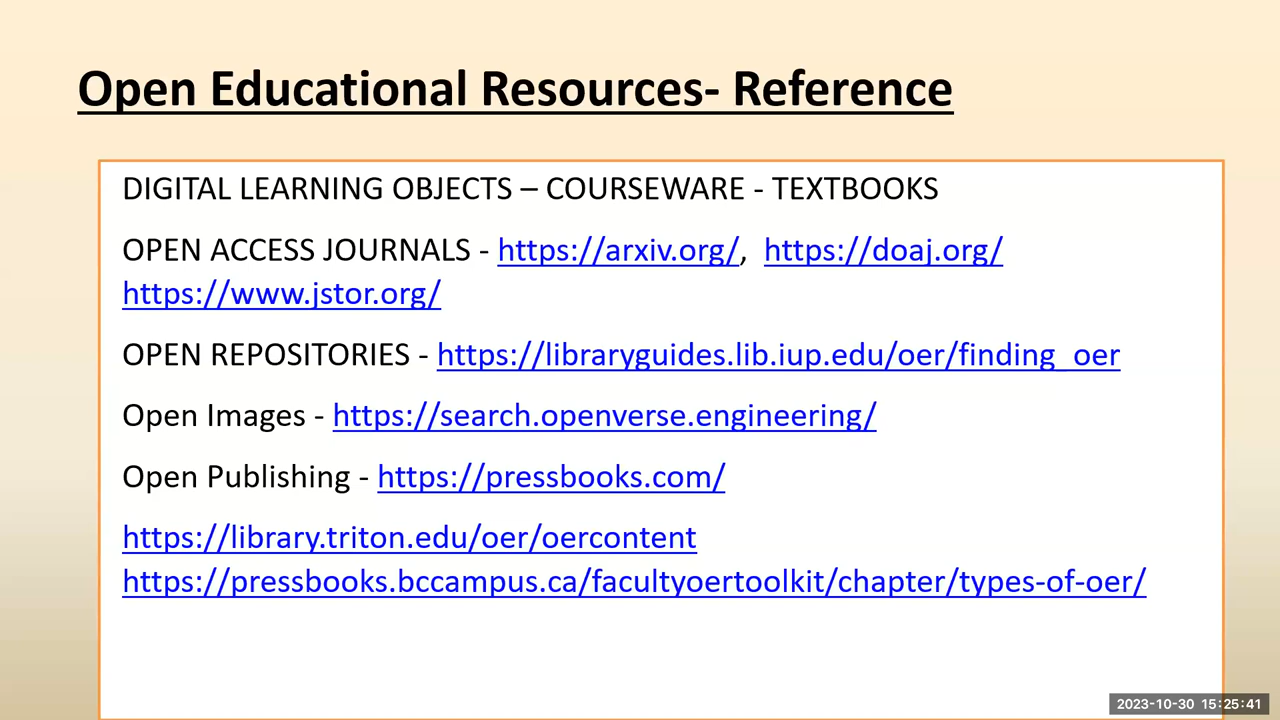 Open Educational Resources- Reference
DIGITAL LEARNING OBJECTS – COURSEWARE - TEXTBOOKS
OPEN ACCESS JOURNALS - https://arxiv.org/, https://doaj.org/
https://www.jstor.org/
OPEN REPOSITORIES - https://libraryguides.lib.iup.edu/oer/finding_oer
Open Images - https://search.openverse.engineering/
Open Publishing - https://pressbooks.com/
https://library.triton.edu/oer/oercontent
https://pressbooks.bccampus.ca/facultyoertoolkit/chapter/types-of-oer/
2023-10-30 15:25:41